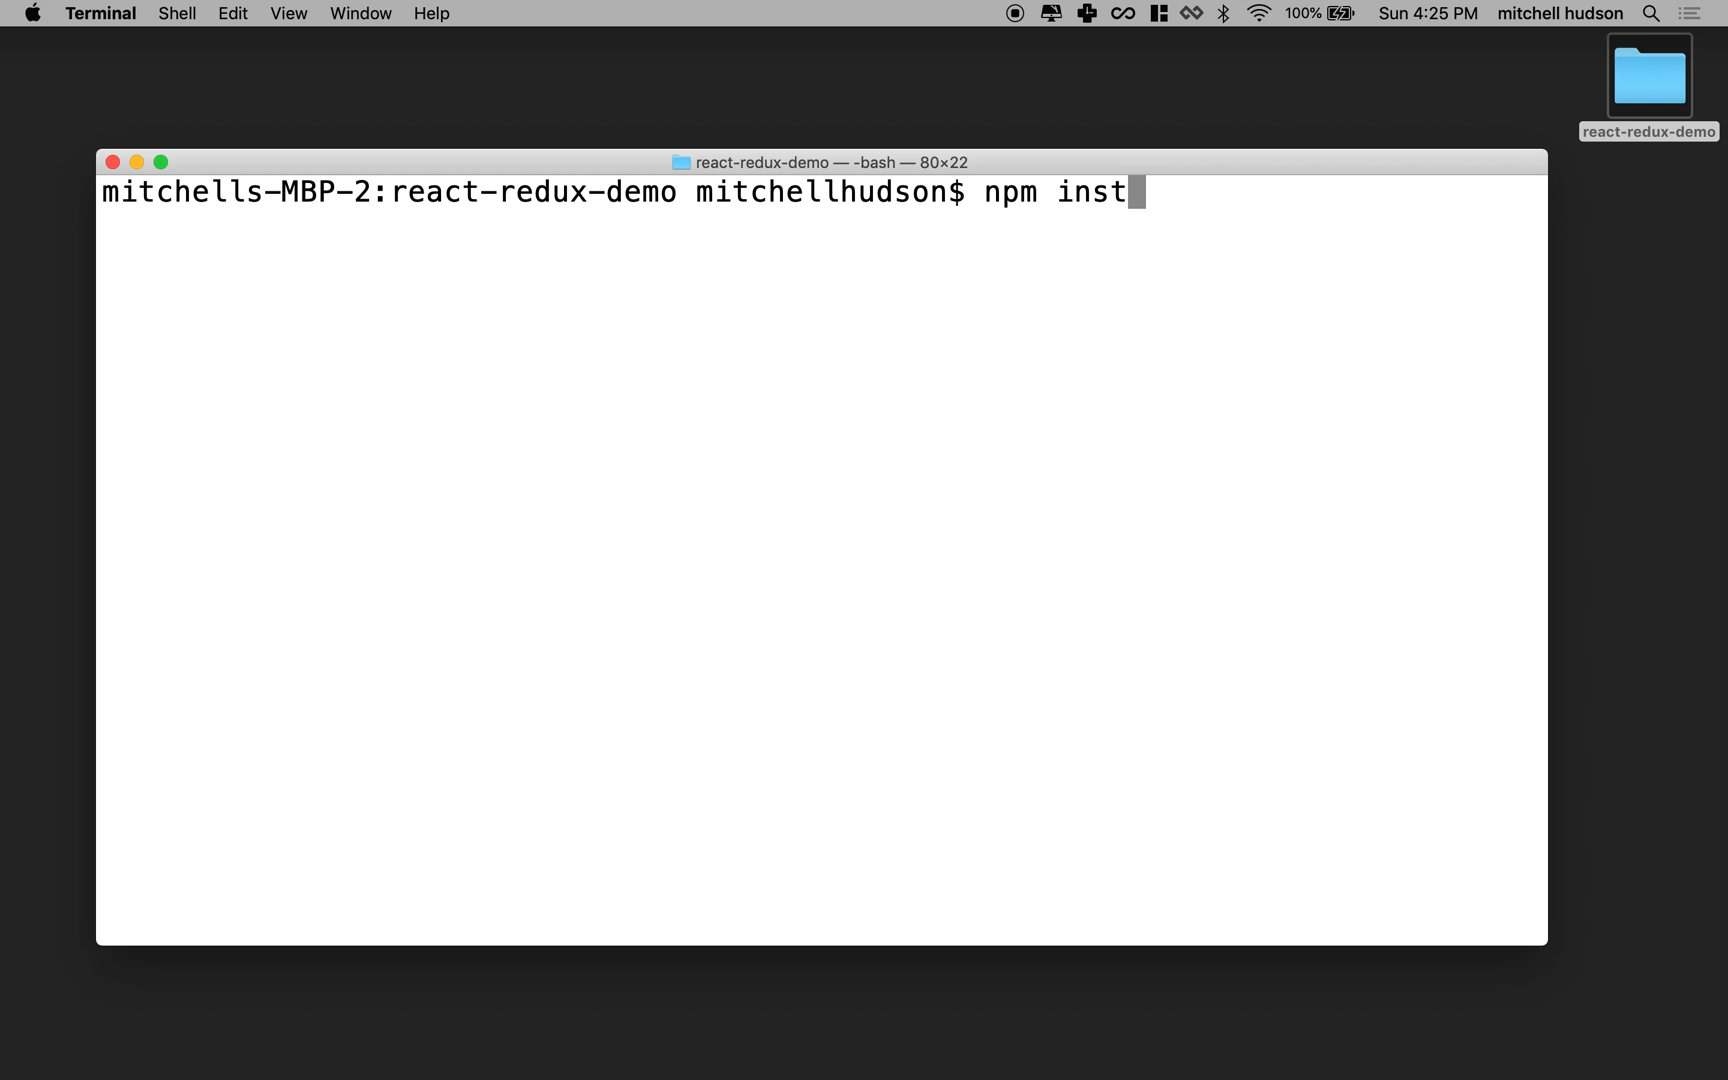 Terminal Shell Edit View Window Help 100% Sun 4:25 PM mitchell hudson
react-redux-demo
react-redux-demo — -bash — 80×22
mitchells-MBP-2:react-redux-demo mitchellhudson$ npm inst